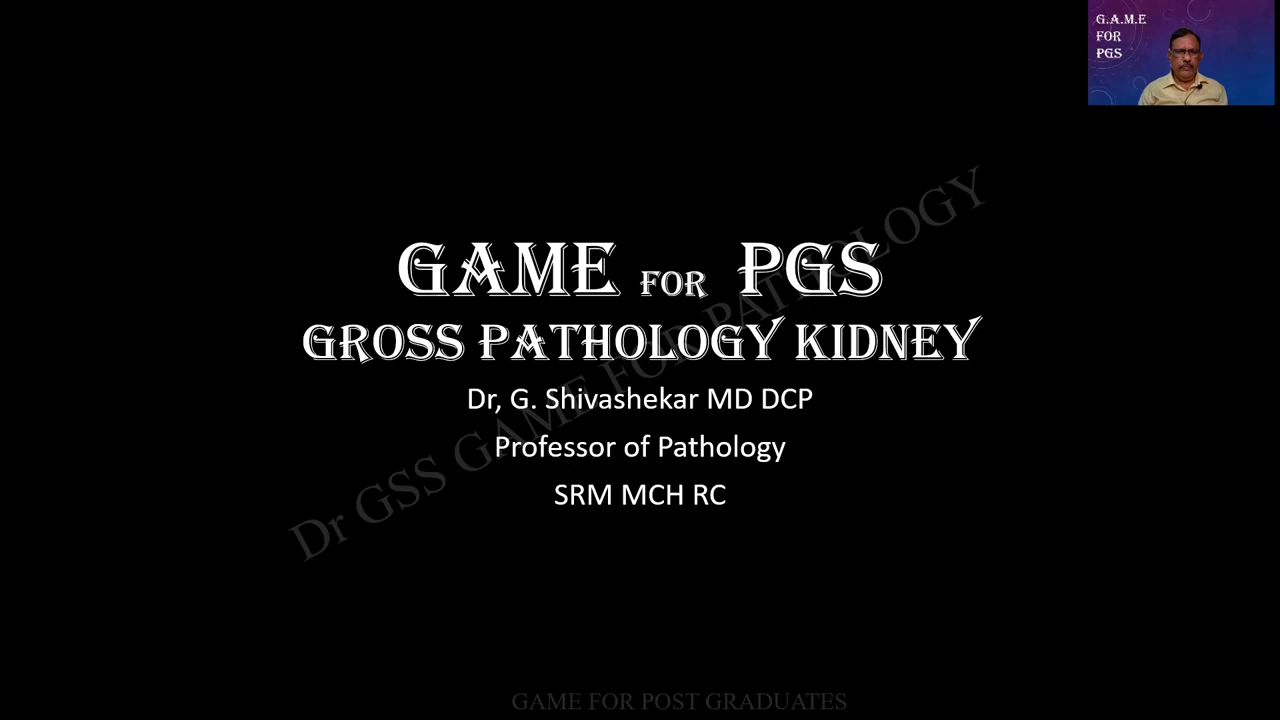 G.A.M.E
FOR
PGS
GAME FOR PGS
GROSS PATHOLOGY KIDNEY
Dr, G. Shivashekar MD DCP
Professor of Pathology
SRM MCH RC
Dr GSS GAME FOR PATHOLOGY
GAME FOR POST GRADUATES